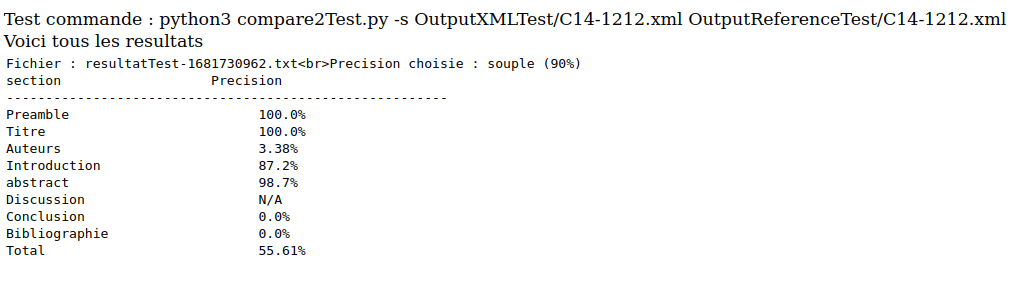 Test commande : python3 compare2Test.py -s OutputXMLTest/C14-1212.xml OutputReferenceTest/C14-1212.xml
Voici tous les resultats
Fichier : resultatTest-1681730962.txt<br>Precision choisie : souple (90%)
section Precision
--------------------------------------------------------
Preamble 100.0%
Titre 100.0%
Auteurs 3.38%
Introduction 87.2%
abstract 98.7%
Discussion N/A
Conclusion 0.0%
Bibliographie 0.0%
Total 55.61%